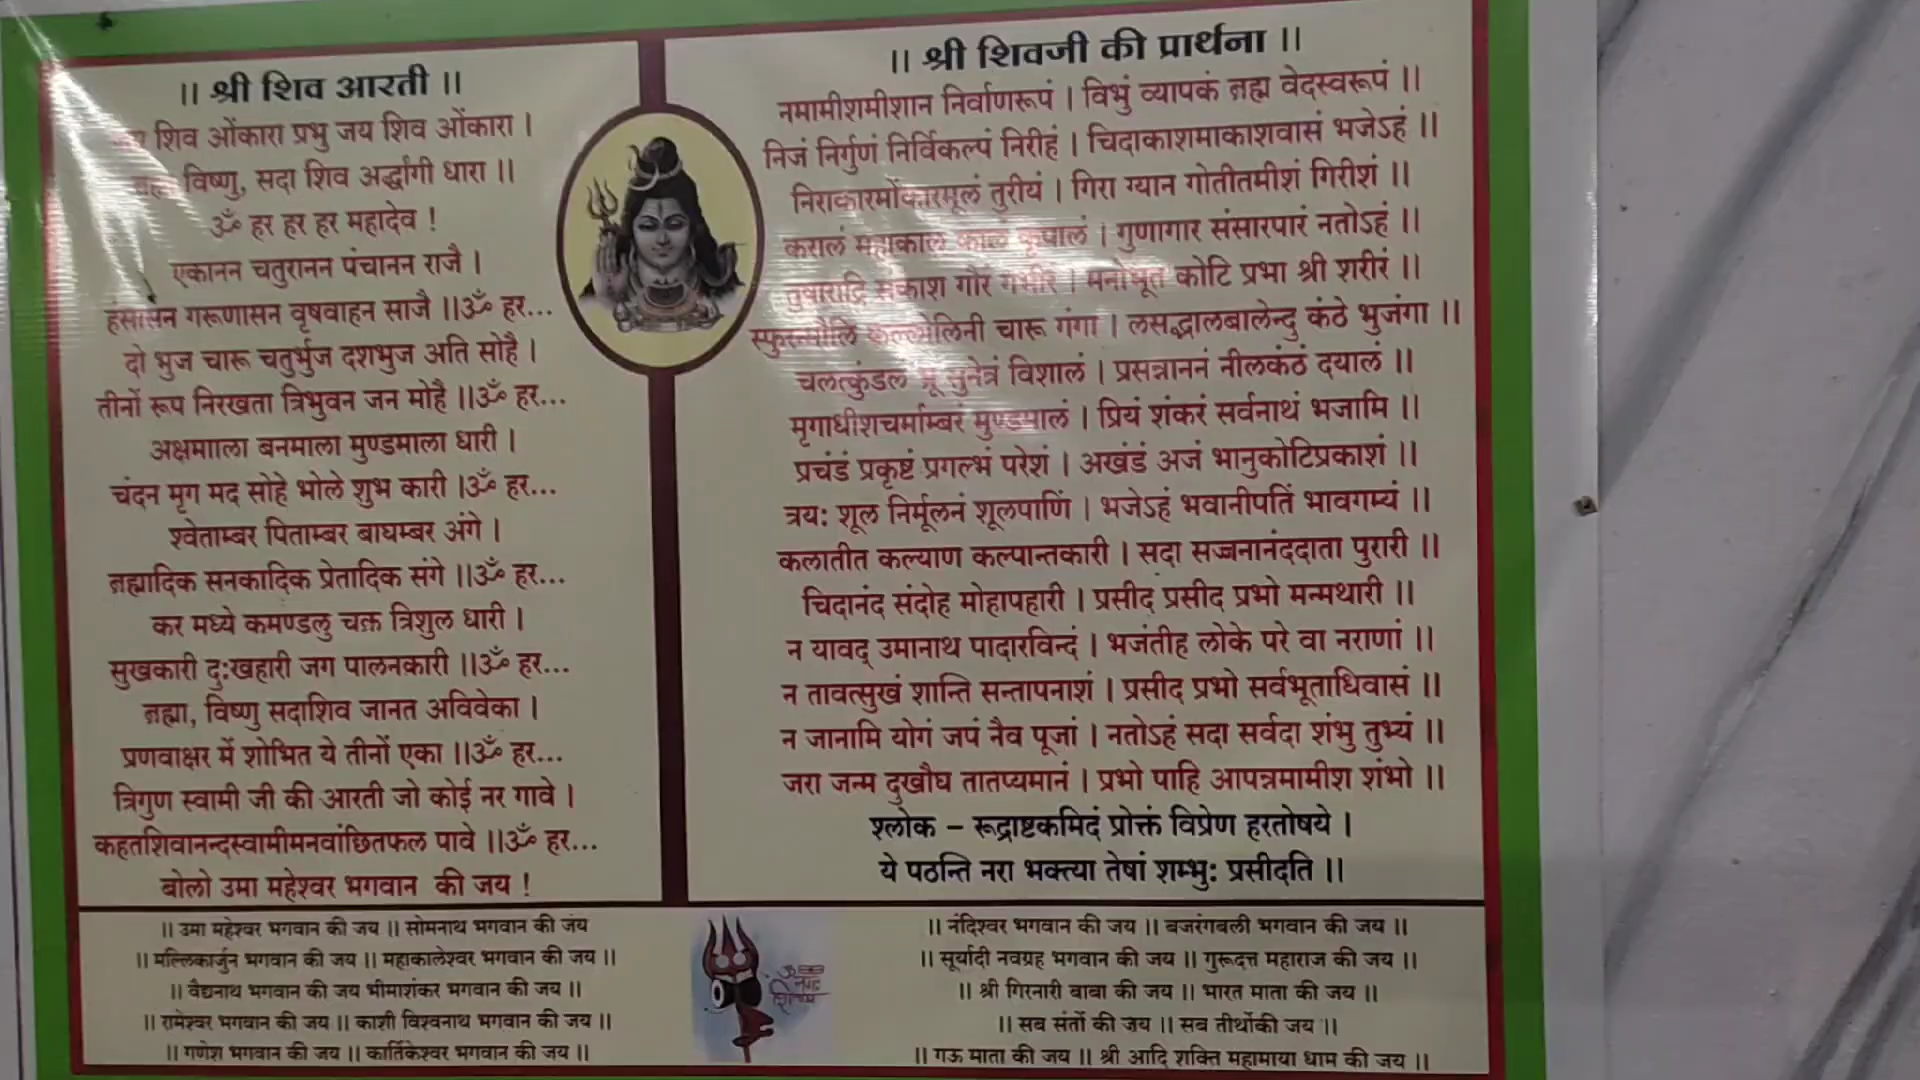 ।। श्री शिव आरती ।।
शिव ओंकारा प्रभु जय शिव ओंकारा ।
विष्णु, सदा शिव अर्द्धांगी धारा ।।
ॐ हर हर हर महादेव !
एकानन चतुरानन पंचानन राजै ।
हंसासन गरूणासन वृषवाहन साजै ।।ॐ हर...
दो भुज चारू चतुर्भुज दशभुज अति सोहै ।
तीनों रूप निरखता त्रिभुवन जन मोहै ।।ॐ हर...
अक्षमााला बनमाला मुण्डमाला धारी ।
चंदन मृग मद सोहे भोले शुभ कारी ।ॐ हर...
श्वेताम्बर पिताम्बर बाघम्बर अंगे ।
ब्रह्मादिक सनकादिक प्रेतादिक संगे ।।ॐ हर...
कर मध्ये कमण्डलु चक्र त्रिशुल धारी ।
सुखकारी दुःखहारी जग पालनकारी ।।ॐ हर...
ब्रह्मा, विष्णु सदाशिव जानत अविवेका ।
प्रणवाक्षर में शोभित ये तीनों एका ।।ॐ हर...
त्रिगुण स्वामी जी की आरती जो कोई नर गावे ।
कहतशिवानन्दस्वामीमनवांछितफल पावे ।।ॐ हर...
बोलो उमा महेश्वर भगवान की जय !
।। श्री शिवजी की प्रार्थना ।।
नमामीशमीशान निर्वाणरूपं । विभुं व्यापकं ब्रह्म वेदस्वरूपं ।।
निजं निर्गुणं निर्विकल्पं निरीहं । चिदाकाशमाकाशवासं भजेऽहं ।।
निराकारमोंकारमूलं तुरीयं । गिरा ग्यान गोतीतमीशं गिरीशं ।।
करालं महाकाल कालं कृपालं । गुणागार संसारपारं नतोऽहं ।।
तुषाराद्रि संकाश गौरं गभीरं । मनोभूत कोटि प्रभा श्री शरीरं ।।
स्फुरन्मौलि कल्लोलिनी चारू गंगा । लसद्भालबालेन्दु कंठे भुजंगा ।।
चलत्कुंडलं भ्रू सुनेत्रं विशालं । प्रसन्नाननं नीलकंठं दयालं ।।
मृगाधीशचर्माम्बरं मुण्डमालं । प्रियं शंकरं सर्वनाथं भजामि ।।
प्रचंडं प्रकृष्टं प्रगल्भं परेशं । अखंडं अजं भानुकोटिप्रकाशं ।।
त्रयः शूल निर्मूलनं शूलपाणिं । भजेऽहं भवानीपतिं भावगम्यं ।।
कलातीत कल्याण कल्पान्तकारी । सदा सज्जनानंददाता पुरारी ।।
चिदानंद संदोह मोहापहारी । प्रसीद प्रसीद प्रभो मन्मथारी ।।
न यावद् उमानाथ पादारविन्दं । भजंतीह लोके परे वा नराणां ।।
न तावत्सुखं शान्ति सन्तापनाशं । प्रसीद प्रभो सर्वभूताधिवासं ।।
न जानामि योगं जपं नैव पूजां । नतोऽहं सदा सर्वदा शंभु तुभ्यं ।।
जरा जन्म दुखौघ तातप्यमानं । प्रभो पाहि आपन्नमामीश शंभो ।।
श्लोक – रूद्राष्टकमिदं प्रोक्तं विप्रेण हरतोषये ।
ये पठन्ति नरा भक्त्या तेषां शम्भुः प्रसीदति ।।
।। उमा महेश्वर भगवान की जय ।। सोमनाथ भगवान की जंय
।। मल्लिकार्जुन भगवान की जय ।। महाकालेश्वर भगवान की जय ।।
।। वैद्यनाथ भगवान की जय भीमाशंकर भगवान की जय ।।
।। रामेश्वर भगवान की जय ।। काशी विश्वनाथ भगवान की जय ।।
।। गणेश भगवान की जय ।। कार्तिकेश्वर भगवान की जय ।।
।। नंदिश्वर भगवान की जय ।। बजरंगबली भगवान की जय ।।
।। सूर्यादी नवग्रह भगवान की जय ।। गुरूदत्त महाराज की जय ।।
।। श्री गिरनारी बाबा की जय ।। भारत माता की जय ।।
।। सब संतों की जय ।। सब तीर्थोकी जय ।।
।। गऊ माता की जय ।। श्री आदि शक्ति महामाया धाम की जय ।।